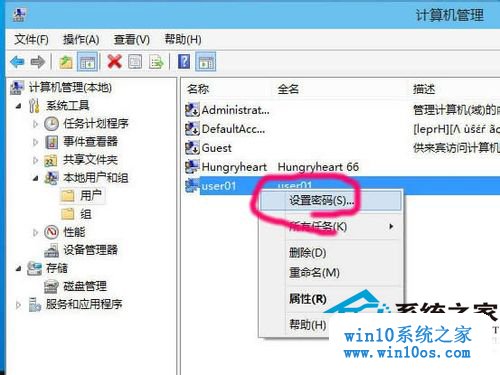 计算机管理
文件(F) 操作(A) 查看(V) 帮助(H)
计算机管理(本地)
系统工具
任务计划程序
事件查看器
共享文件夹
本地用户和组
用户
组
性能
设备管理器
存储
磁盘管理
服务和应用程序
名称 全名 描述
Administrat... 管理计算机(域)的
DefaultAcc...
Guest 供来宾访问计算机
Hungryheart Hungryheart 66
user01 user01
设置密码(S)...
所有任务(K)
删除(D)
重命名(M)
属性(R)
帮助(H)
系统之家
win10系统之家
www.win10os.com